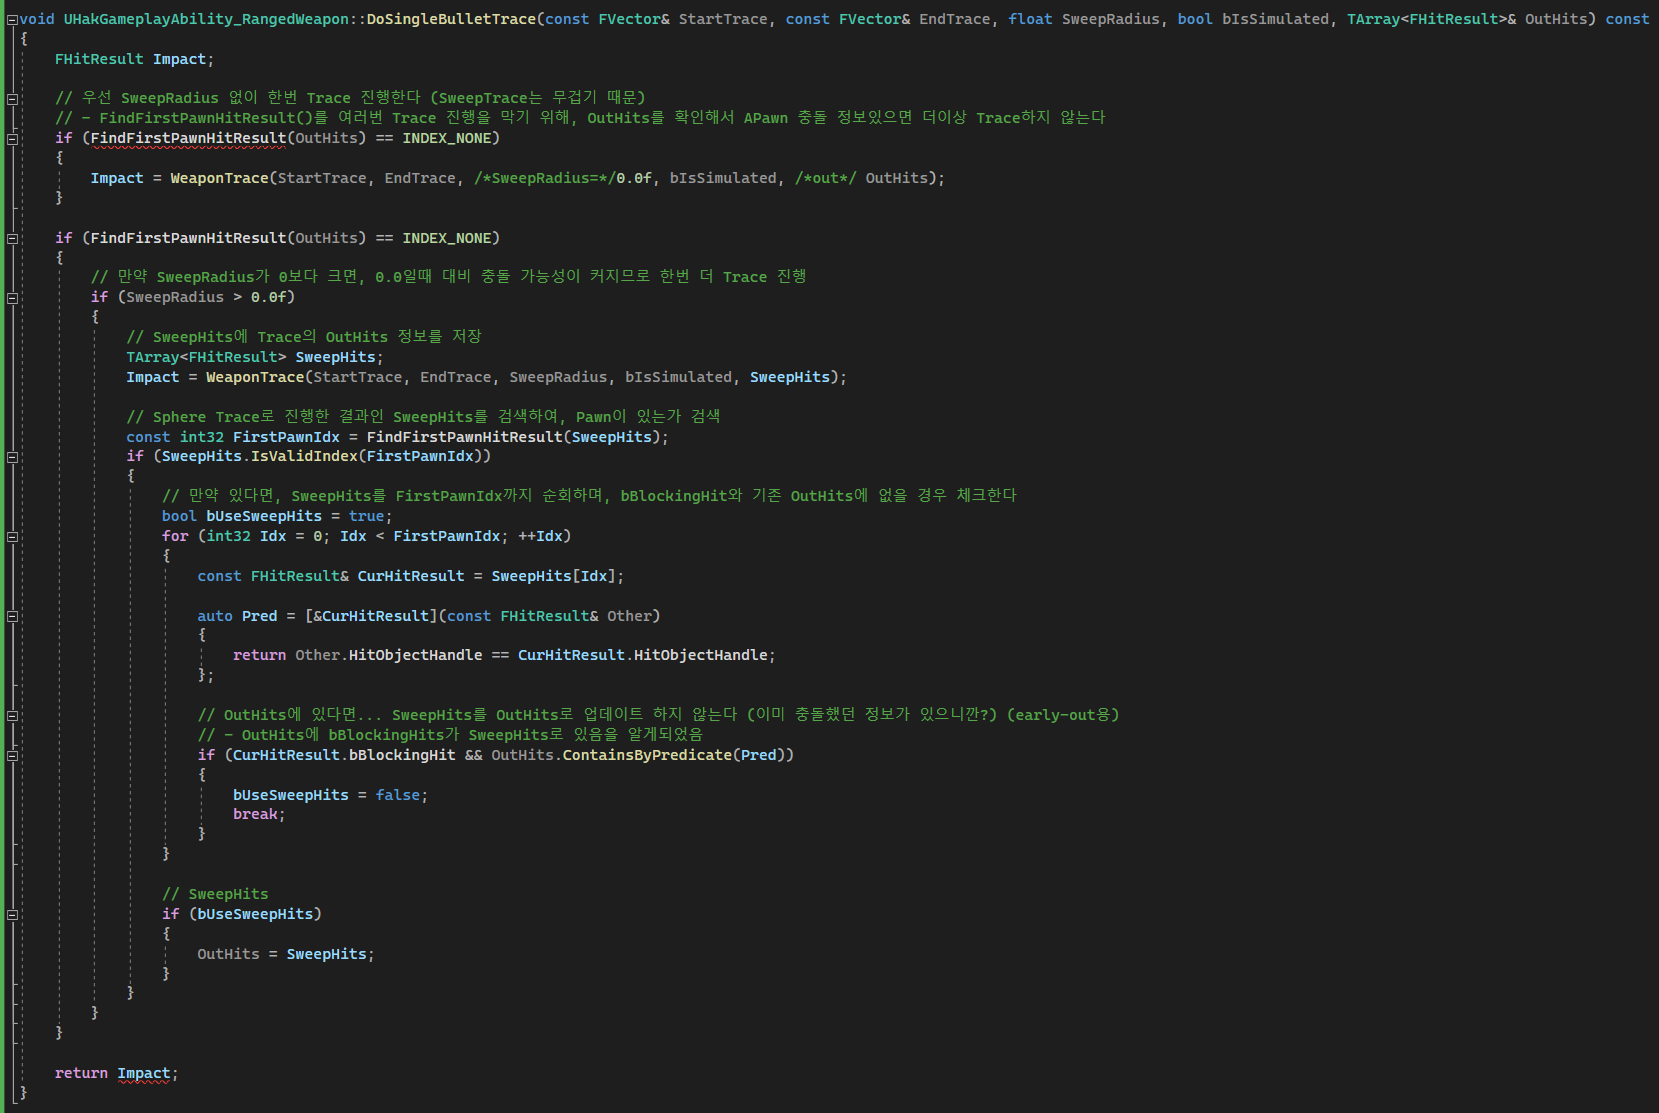 void UHakGameplayAbility_RangedWeapon::DoSingleBulletTrace(const FVector& StartTrace, const FVector& EndTrace, float SweepRadius, bool bIsSimulated, TArray<FHitResult>& OutHits) const
{
    FHitResult Impact;

    // 우선 SweepRadius 없이 한번 Trace 진행한다 (SweepTrace는 무겁기 때문)
    // - FindFirstPawnHitResult()를 여러번 Trace 진행을 막기 위해, OutHits를 확인해서 APawn 충돌 정보있으면 더이상 Trace하지 않는다
    if (FindFirstPawnHitResult(OutHits) == INDEX_NONE)
    {
        Impact = WeaponTrace(StartTrace, EndTrace, /*SweepRadius=*/0.0f, bIsSimulated, /*out*/ OutHits);
    }

    if (FindFirstPawnHitResult(OutHits) == INDEX_NONE)
    {
        // 만약 SweepRadius가 0보다 크면, 0.0일때 대비 충돌 가능성이 커지므로 한번 더 Trace 진행
        if (SweepRadius > 0.0f)
        {
            // SweepHits에 Trace의 OutHits 정보를 저장
            TArray<FHitResult> SweepHits;
            Impact = WeaponTrace(StartTrace, EndTrace, SweepRadius, bIsSimulated, SweepHits);

            // Sphere Trace로 진행한 결과인 SweepHits를 검색하여, Pawn이 있는가 검색
            const int32 FirstPawnIdx = FindFirstPawnHitResult(SweepHits);
            if (SweepHits.IsValidIndex(FirstPawnIdx))
            {
                // 만약 있다면, SweepHits를 FirstPawnIdx까지 순회하며, bBlockingHit와 기존 OutHits에 없을 경우 체크한다
                bool bUseSweepHits = true;
                for (int32 Idx = 0; Idx < FirstPawnIdx; ++Idx)
                {
                    const FHitResult& CurHitResult = SweepHits[Idx];

                    auto Pred = [&CurHitResult](const FHitResult& Other)
                    {
                        return Other.HitObjectHandle == CurHitResult.HitObjectHandle;
                    };

                    // OutHits에 있다면... SweepHits를 OutHits로 업데이트 하지 않는다 (이미 충돌했던 정보가 있으니까?) (early-out용)
                    // - OutHits에 bBlockingHits가 SweepHits로 있음을 알게되었음
                    if (CurHitResult.bBlockingHit && OutHits.ContainsByPredicate(Pred))
                    {
                        bUseSweepHits = false;
                        break;
                    }
                }

                // SweepHits
                if (bUseSweepHits)
                {
                    OutHits = SweepHits;
                }
            }
        }
    }

    return Impact;
}